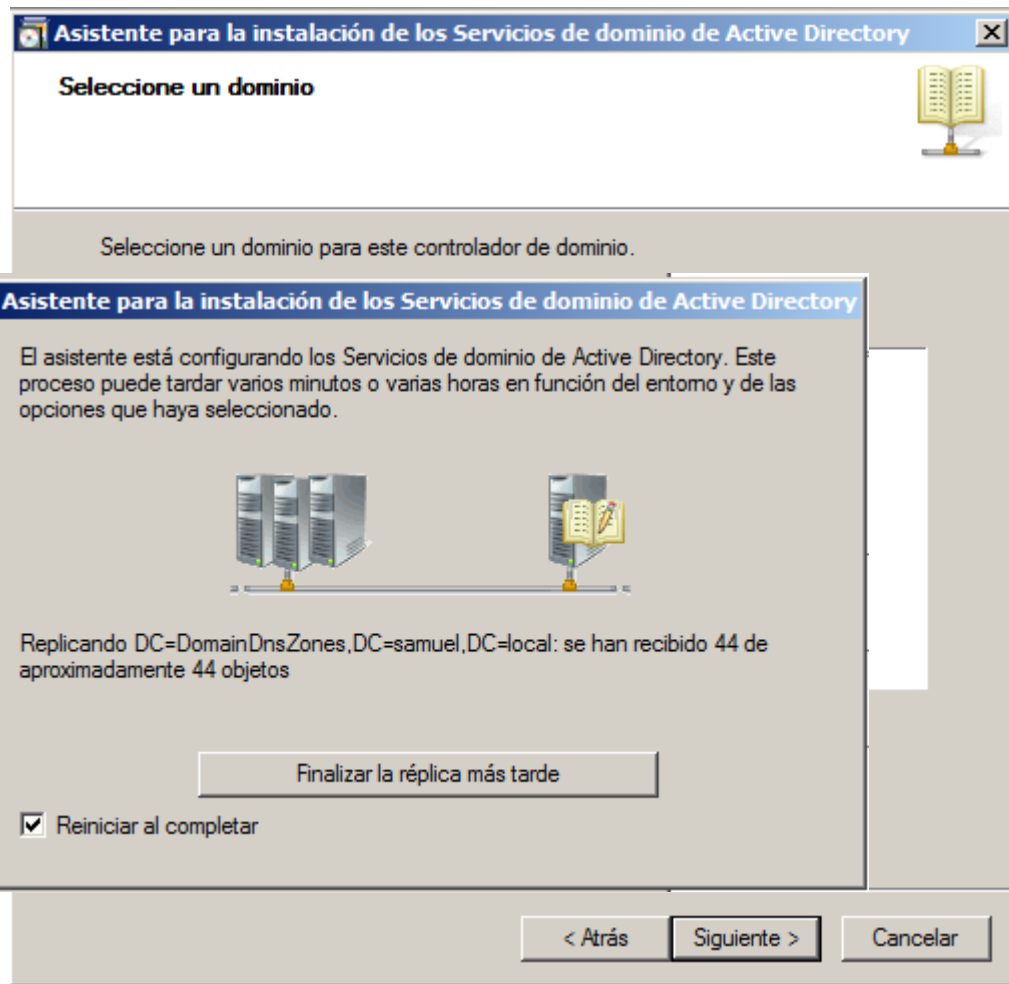 Asistente para la instalación de los Servicios de dominio de Active Directory
Seleccione un dominio
Seleccione un dominio para este controlador de dominio.
Asistente para la instalación de los Servicios de dominio de Active Directory
El asistente está configurando los Servicios de dominio de Active Directory. Este
proceso puede tardar varios minutos o varias horas en función del entorno y de las
opciones que haya seleccionado.
Replicando DC=DomainDnsZones,DC=samuel,DC=local: se han recibido 44 de
aproximadamente 44 objetos
Finalizar la réplica más tarde
Reiniciar al completar
< Atrás
Siguiente >
Cancelar